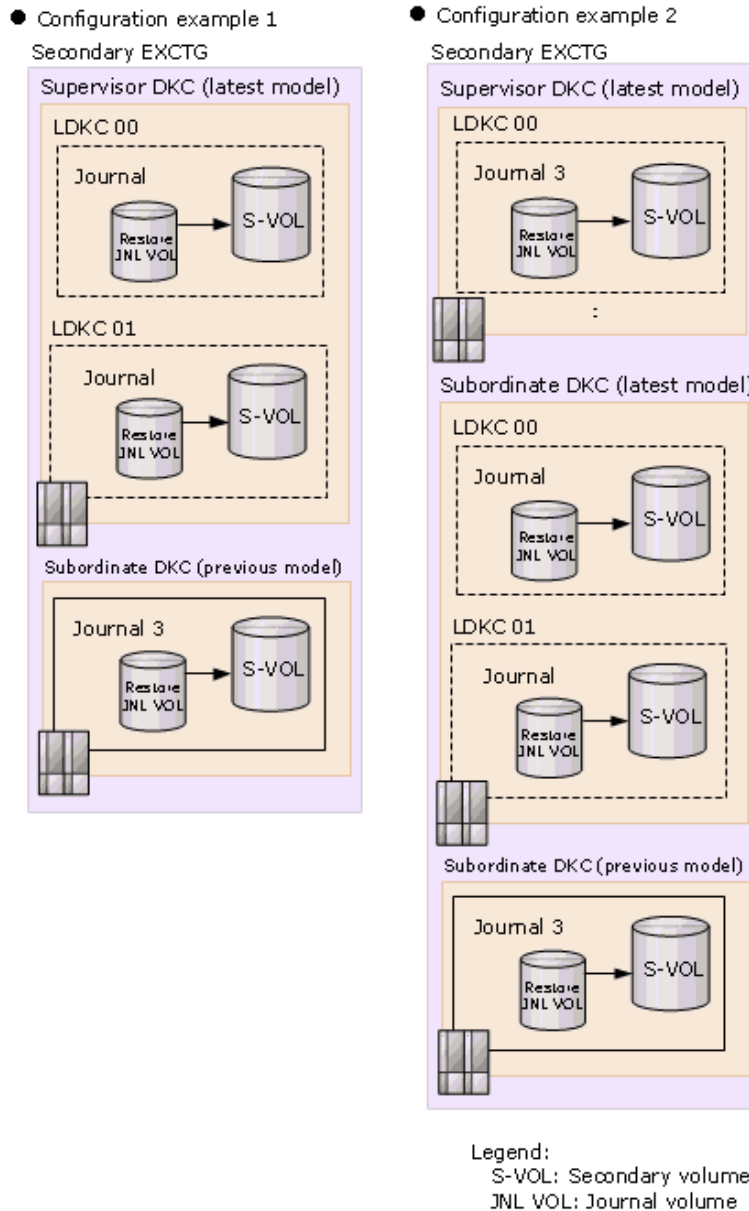 Configuration example 1
Secondary EXCTG
Supervisor DKC (latest model)
LDKC 00
Journal
Restore
JNL VOL
S-VOL
LDKC 01
Journal
Restore
JNL VOL
S-VOL
Subordinate DKC (previous model)
Journal 3
Restore
JNL VOL
S-VOL
Configuration example 2
Secondary EXCTG
Supervisor DKC (latest model)
LDKC 00
Journal 3
Restore
JNL VOL
S-VOL
:
Subordinate DKC (latest model)
LDKC 00
Journal
Restore
JNL VOL
S-VOL
LDKC 01
Journal
Restore
JNL VOL
S-VOL
Subordinate DKC (previous model)
Journal 3
Restore
JNL VOL
S-VOL
Legend:
S-VOL: Secondary volume
JNL VOL: Journal volume